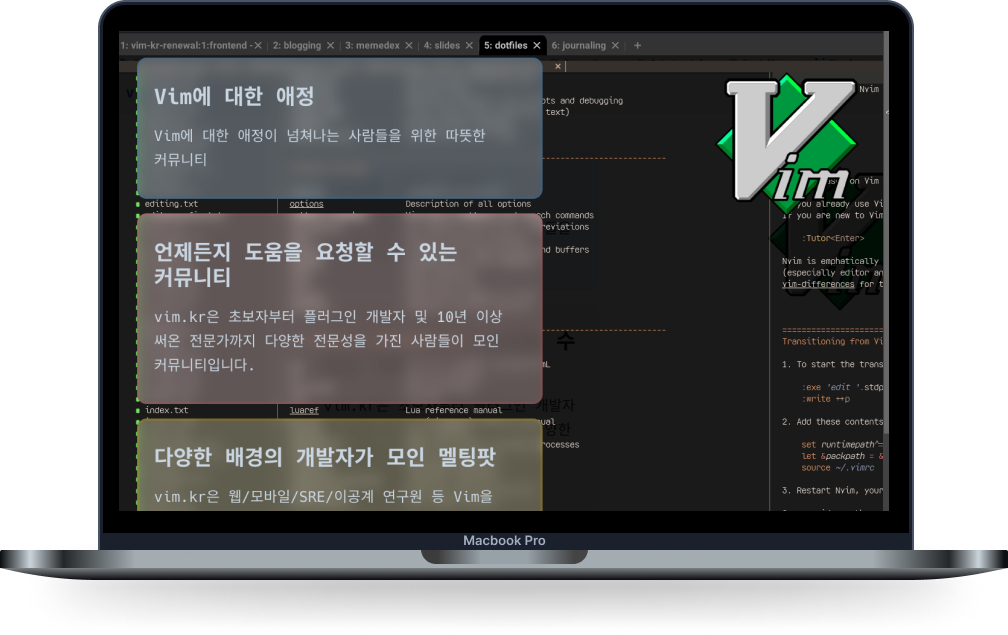 1: vim-kr-renewal:1:frontend - ✕ | 2: blogging ✕ | 3: memedex ✕ | 4: slides ✕ | 5: dotfiles ✕ | 6: journaling ✕ | +
Vim에 대한 애정
Vim에 대한 애정이 넘쳐나는 사람들을 위한 따뜻한
커뮤니티
and debugging
text)
editing.txt options Description of all options
commands
buffers
언제든지 도움을 요청할 수 있는
커뮤니티
vim.kr은 초보자부터 플러그인 개발자 및 10년 이상
써온 전문가까지 다양한 전문성을 가진 사람들이 모인
커뮤니티입니다.
수
index.txt luaref Lua reference manual
개발자
다양한 배경의 개발자가 모인 멜팅팟
vim.kr은 웹/모바일/SRE/이공계 연구원 등 Vim을
Vim
Nvim
on Vim
you already use Vi
If you are new to Vim
:Tutor<Enter>
Nvim is emphatically
(especially editor an
vim-differences for t
Transitioning from Vi
1. To start the trans
:exe 'edit '.stdp
:write ++p
2. Add these contents
set runtimepath^=
let &packpath = &
source ~/.vimrc
3. Restart Nvim, your
Macbook Pro